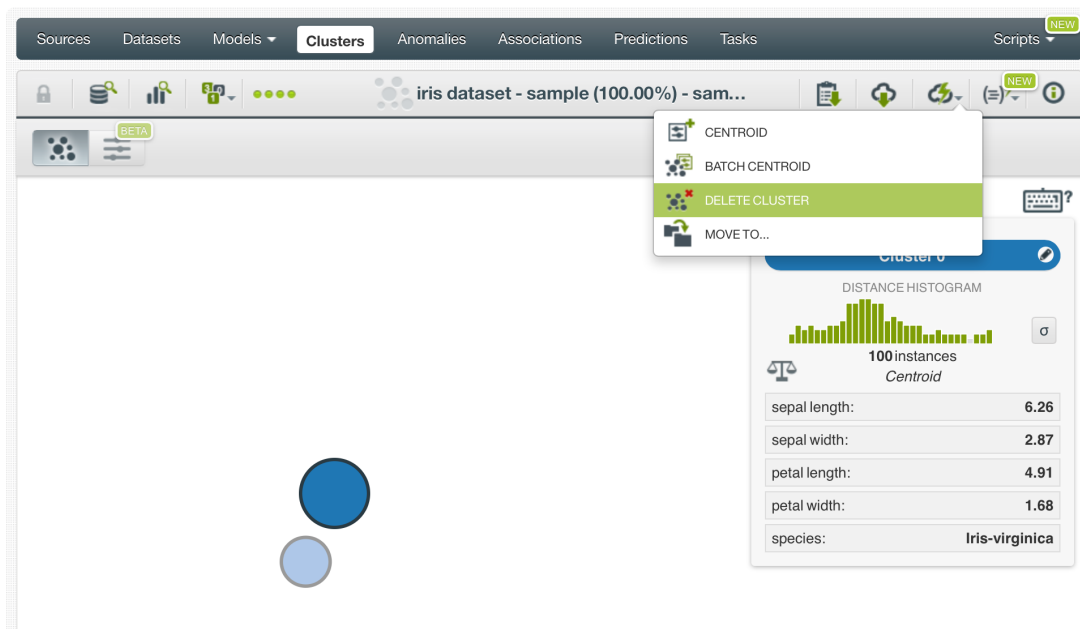 NEW
Sources Datasets Models Clusters Anomalies Associations Predictions Tasks Scripts
iris dataset - sample (100.00%) - sam...
NEW
BETA
CENTROID
BATCH CENTROID
DELETE CLUSTER
MOVE TO...
?
Cluster 0
DISTANCE HISTOGRAM
σ
100 instances
Centroid
sepal length: 6.26
sepal width: 2.87
petal length: 4.91
petal width: 1.68
species: Iris-virginica